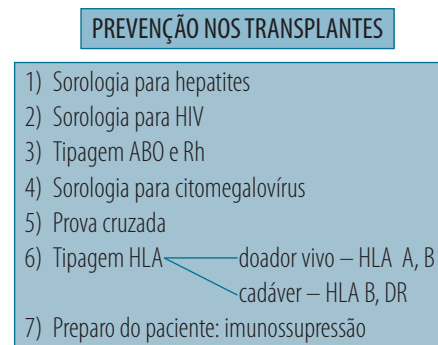 PREVENÇÃO NOS TRANSPLANTES
1) Sorologia para hepatites
2) Sorologia para HIV
3) Tipagem ABO e Rh
4) Sorologia para citomegalovírus
5) Prova cruzada
6) Tipagem HLA doador vivo – HLA A, B
cadáver – HLA B, DR
7) Preparo do paciente: imunossupressão